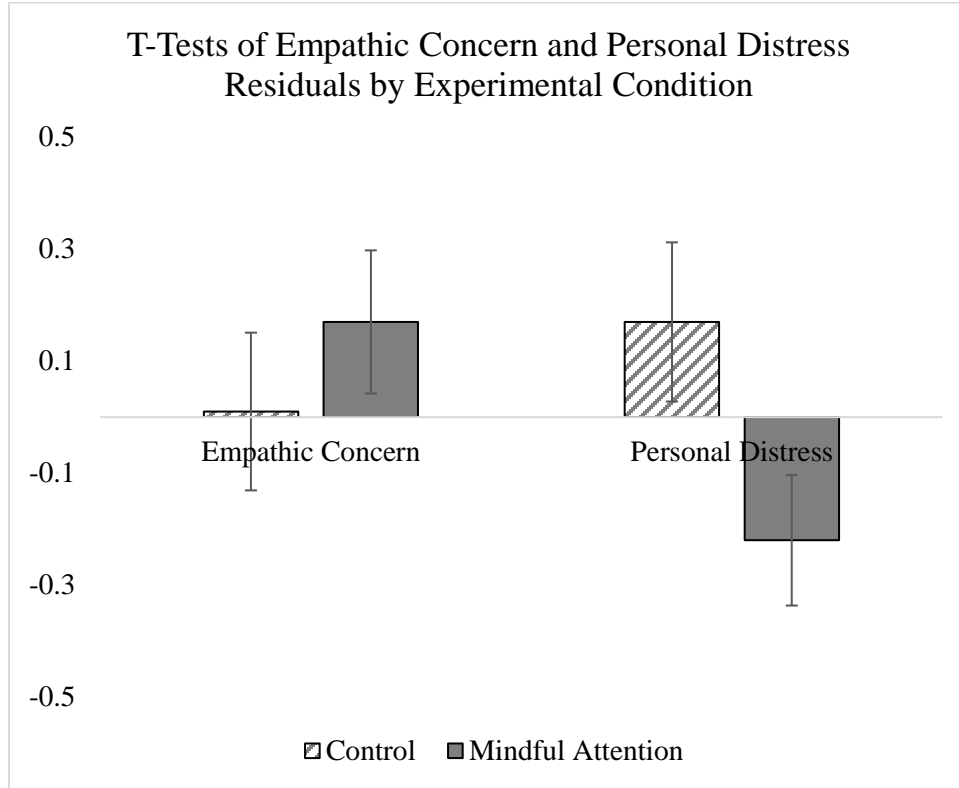 T-Tests of Empathic Concern and Personal Distress
Residuals by Experimental Condition
0.5
0.3
0.1
-0.1
-0.3
-0.5
Empathic Concern
Personal Distress
Control
Mindful Attention